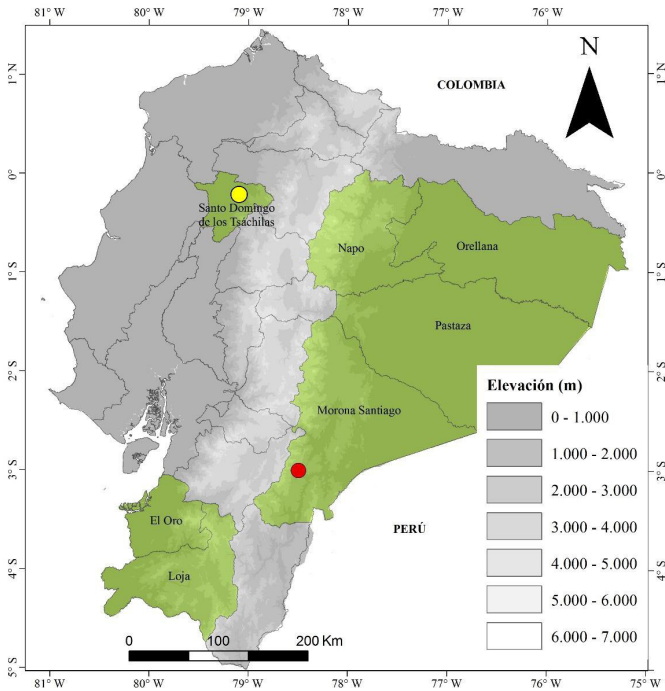 81° W
80° W
79° W
78° W
77° W
76° W
N
1° N
1° N
COLOMBIA
0°
0°
Santo Domingo
de los Tsáchilas
Napo
Orellana
1° S
1° S
Pastaza
2° S
2° S
Elevación (m)
Morona Santiago
0 - 1.000
1.000 - 2.000
2.000 - 3.000
3.000 - 4.000
4.000 - 5.000
5.000 - 6.000
6.000 - 7.000
3° S
3° S
El Oro
PERÚ
4° S
4° S
Loja
0
100
200 Km
5° S
5° S
81° W
80° W
79° W
78° W
77° W
76° W
75° W